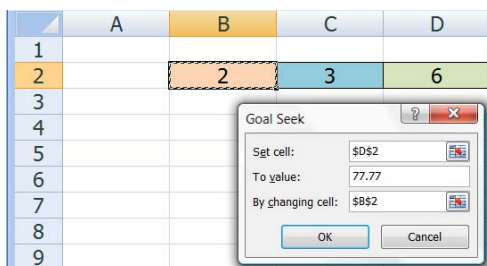 A B C D
1
2 2 3 6
3
4
5
6
7
8
9
Goal Seek
Set cell: $D$2
To value: 77.77
By changing cell: $B$2
OK Cancel